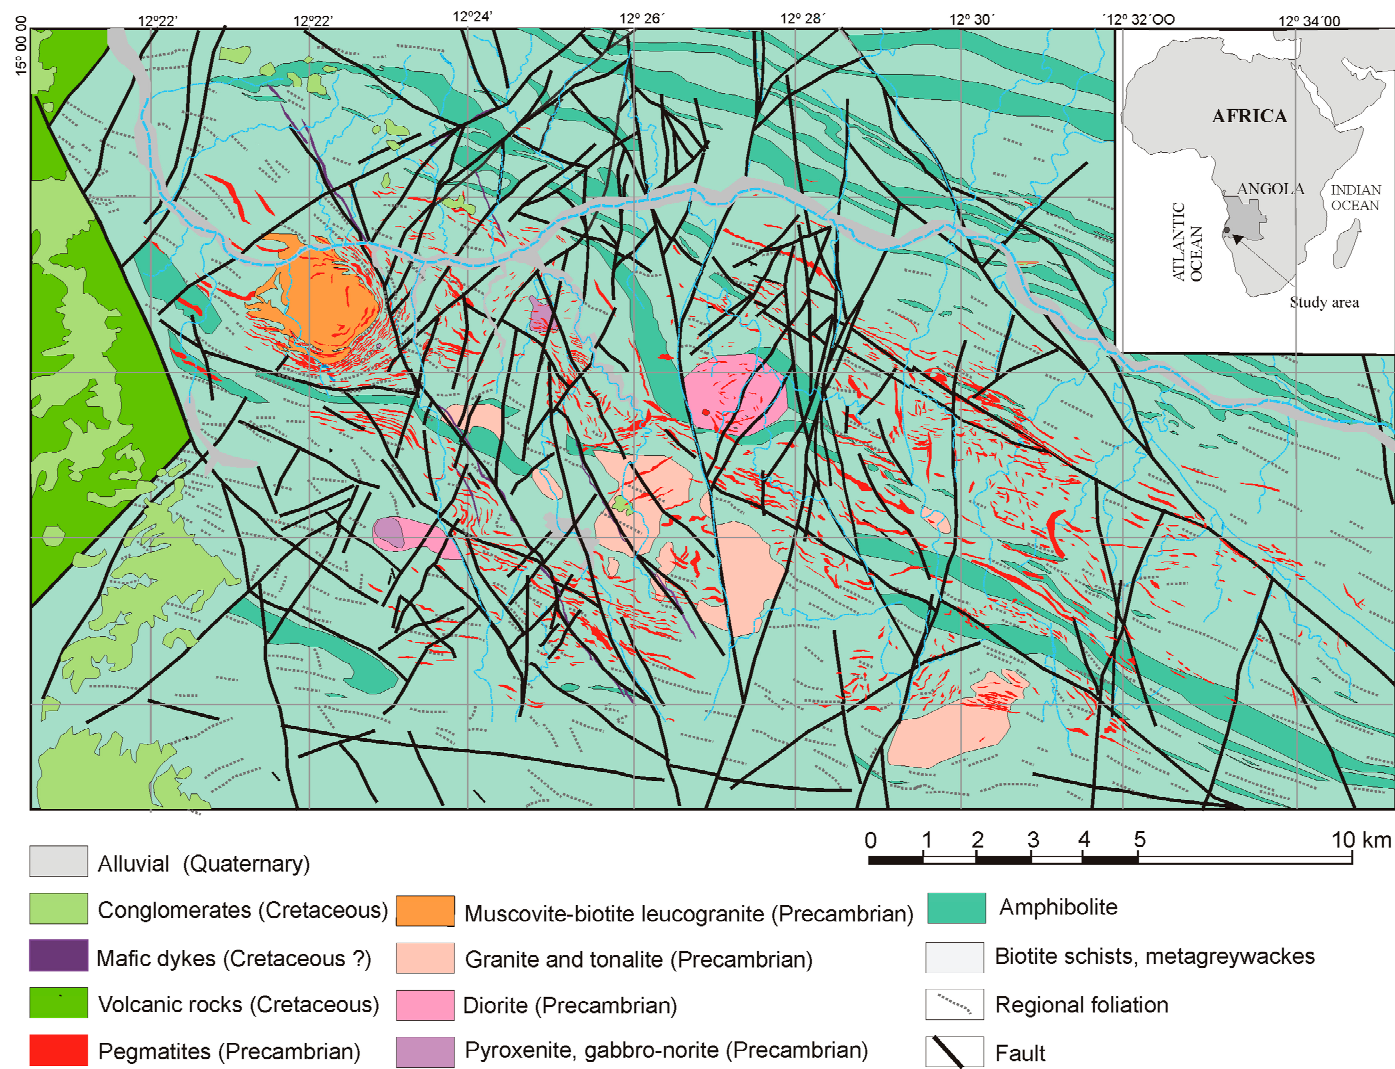 12º22′ 12º22′ 12º24′ 12º 26′ 12º 28′ 12º 30′ 12º 32′00 12º 34′00
15º 00 00
AFRICA
ANGOLA
INDIAN
OCEAN
ATLANTIC
OCEAN
Study area
0 1 2 3 4 5 10 km
Alluvial (Quaternary)
Conglomerates (Cretaceous)
Mafic dykes (Cretaceous ?)
Volcanic rocks (Cretaceous)
Pegmatites (Precambrian)
Muscovite-biotite leucogranite (Precambrian)
Granite and tonalite (Precambrian)
Diorite (Precambrian)
Pyroxenite, gabbro-norite (Precambrian)
Amphibolite
Biotite schists, metagreywackes
Regional foliation
Fault